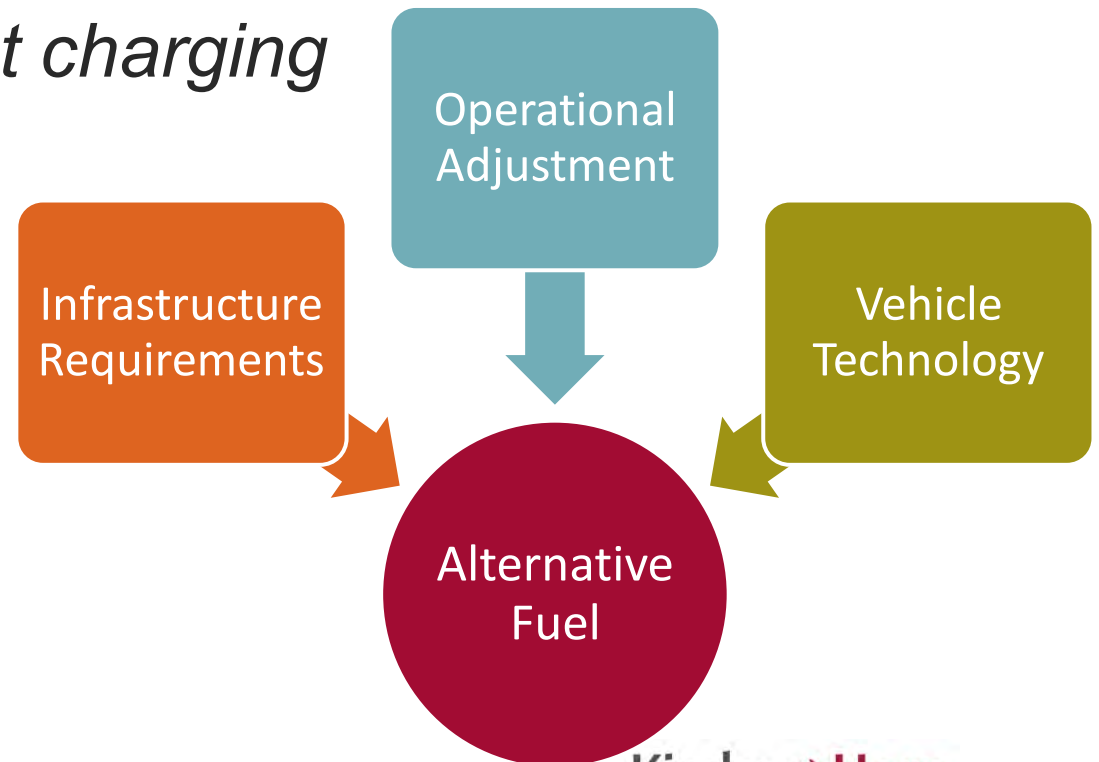 t charging
Operational
Adjustment
Infrastructure
Requirements
Vehicle
Technology
Alternative
Fuel